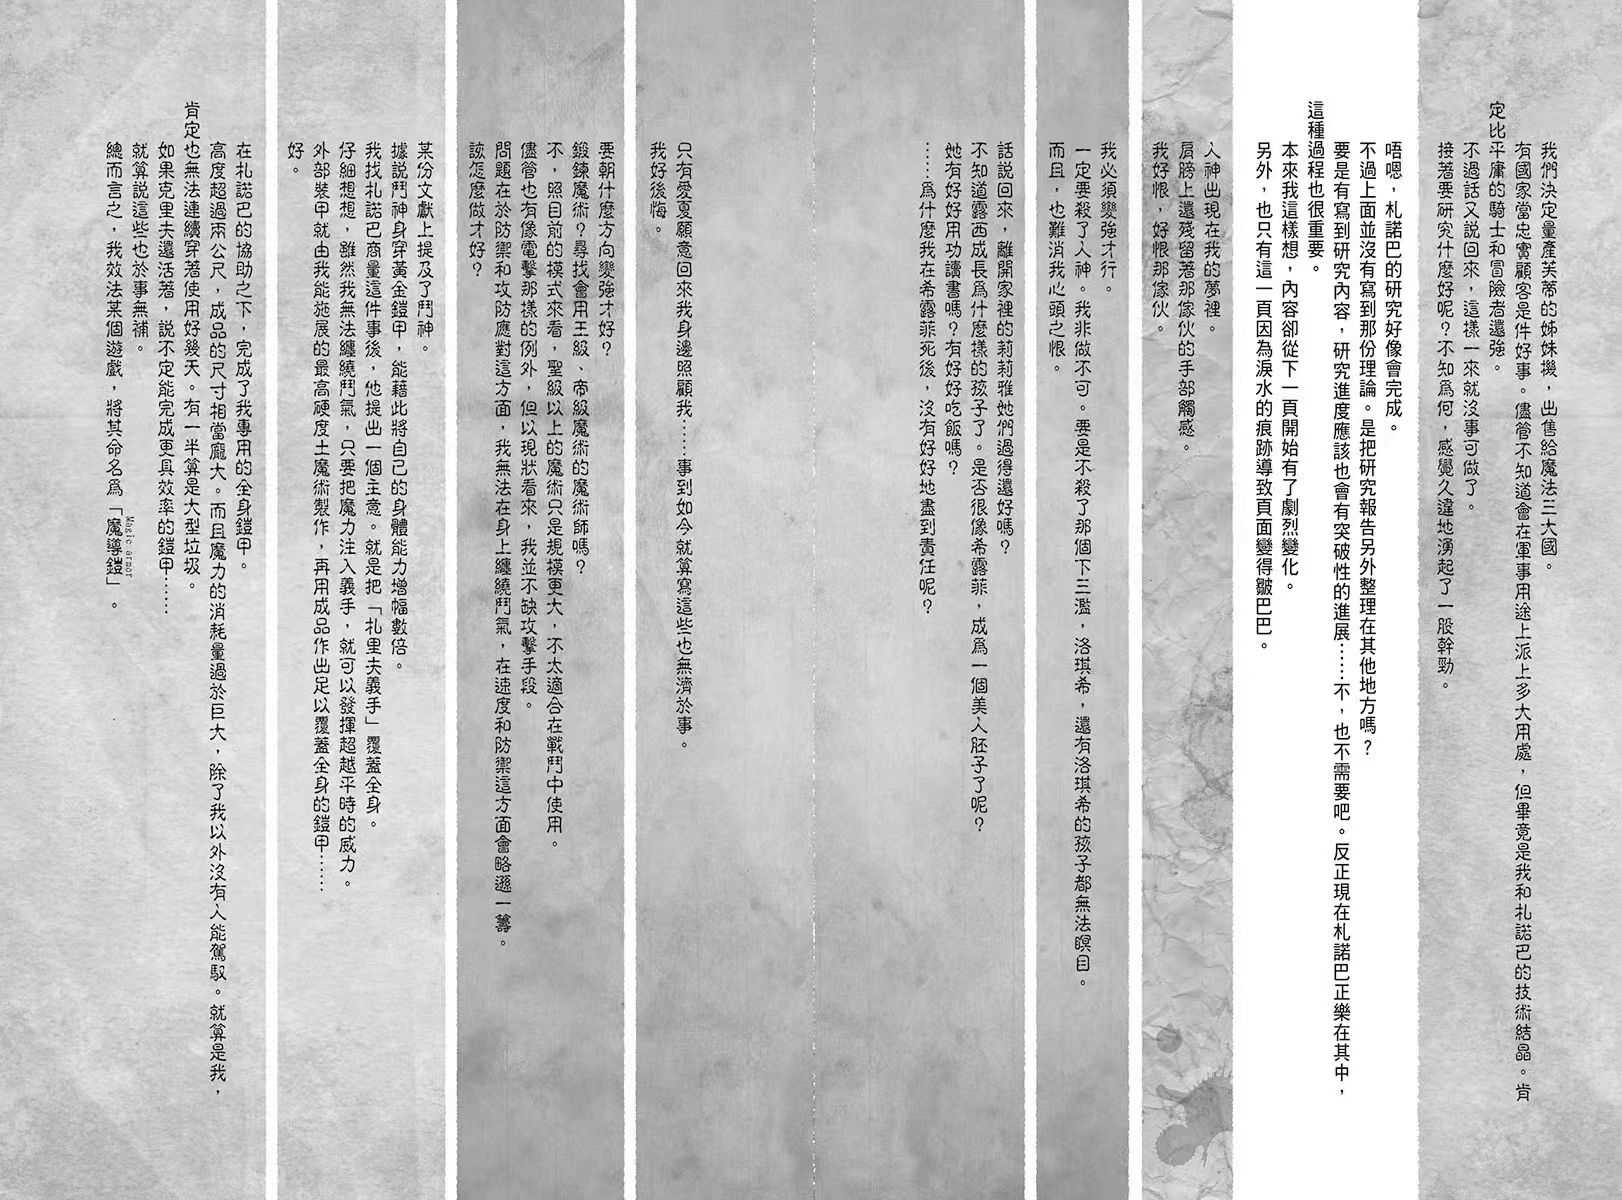 我們決定量產芙蒂的姊妹機，出售給魔法三大國。
有國家當忠實顧客是件好事。儘管不知道會在軍事用途上派上多大用處，但畢竟是我和札諾巴的技術結晶。肯
定比平庸的騎士和冒險者還強。
不過話又說回來，這樣一來就沒事可做了。
接著要研究什麼好呢？不知為何，感覺久違地湧起了一股幹勁。
唔嗯，札諾巴的研究好像會完成。
不過上面並沒有寫到那份理論。是把研究報告另外整理在其他地方嗎？
要是有寫到研究內容，研究進度應該也會有突破性的進展……不，也不需要吧。反正現在札諾巴正樂在其中，
這種過程也很重要。
本來我這樣想，內容卻從下一頁開始有了劇烈變化。
另外，也只有這一頁因為淚水的痕跡導致頁面變得皺巴巴。
人神出現在我的夢裡。
肩膀上還殘留著那傢伙的手部觸感。
我好恨，好恨那傢伙。
我必須變強才行。
一定要殺了人神。我非做不可。要是不殺了那個下三濫，洛琪希，還有洛琪希的孩子都無法瞑目。
而且，也難消我心頭之恨。
話說回來，離開家裡的莉莉雅她們過得還好嗎？
不知道露西成長為什麼樣的孩子了。是否很像希露菲，成為一個美人胚子了呢？
她有好好用功讀書嗎？有好好吃飯嗎？
……為什麼我在希露菲死後，沒有好好地盡到責任呢？
只有愛夏願意回來我身邊照顧我……事到如今就算寫這些也無濟於事。
我好後悔。
要朝什麼方向變強才好？
鍛鍊魔術？尋找會用王級、帝級魔術的魔術師嗎？
不，照目前的模式來看，聖級以上的魔術只是規模更大，不太適合在戰鬥中使用。
儘管也有像電擊那樣的例外，但以現狀看來，我並不缺攻擊手段。
問題在於防禦和攻防應對這方面，我無法在身上纏繞鬥氣，在速度和防禦這方面會略遜一籌。
該怎麼做才好？
某份文獻上提及了鬥神。
據說鬥神身穿黃金鎧甲，能藉此將自己的身體能力增幅數倍。
我找札諾巴商量這件事後，他提出一個主意。就是把「札里夫義手」覆蓋全身。
仔細想想，雖然我無法纏繞鬥氣，只要把魔力注入義手，就可以發揮超越平時的威力。
外部裝甲就由我能施展的最高硬度土魔術製作，再用成品作出足以覆蓋全身的鎧甲……
好。
在札諾巴的協助之下，完成了我專用的全身鎧甲。
高度超過兩公尺，成品的尺寸相當龐大。而且魔力的消耗量過於巨大，除了我以外沒有人能駕馭。就算是我，
肯定也無法連續穿著使用好幾天。有一半算是大型垃圾。
如果克里夫還活著，說不定能完成更具效率的鎧甲……
就算說這些也於事無補。
總而言之，我效法某個遊戲，將其命名為「魔導鎧」。
Magic armor